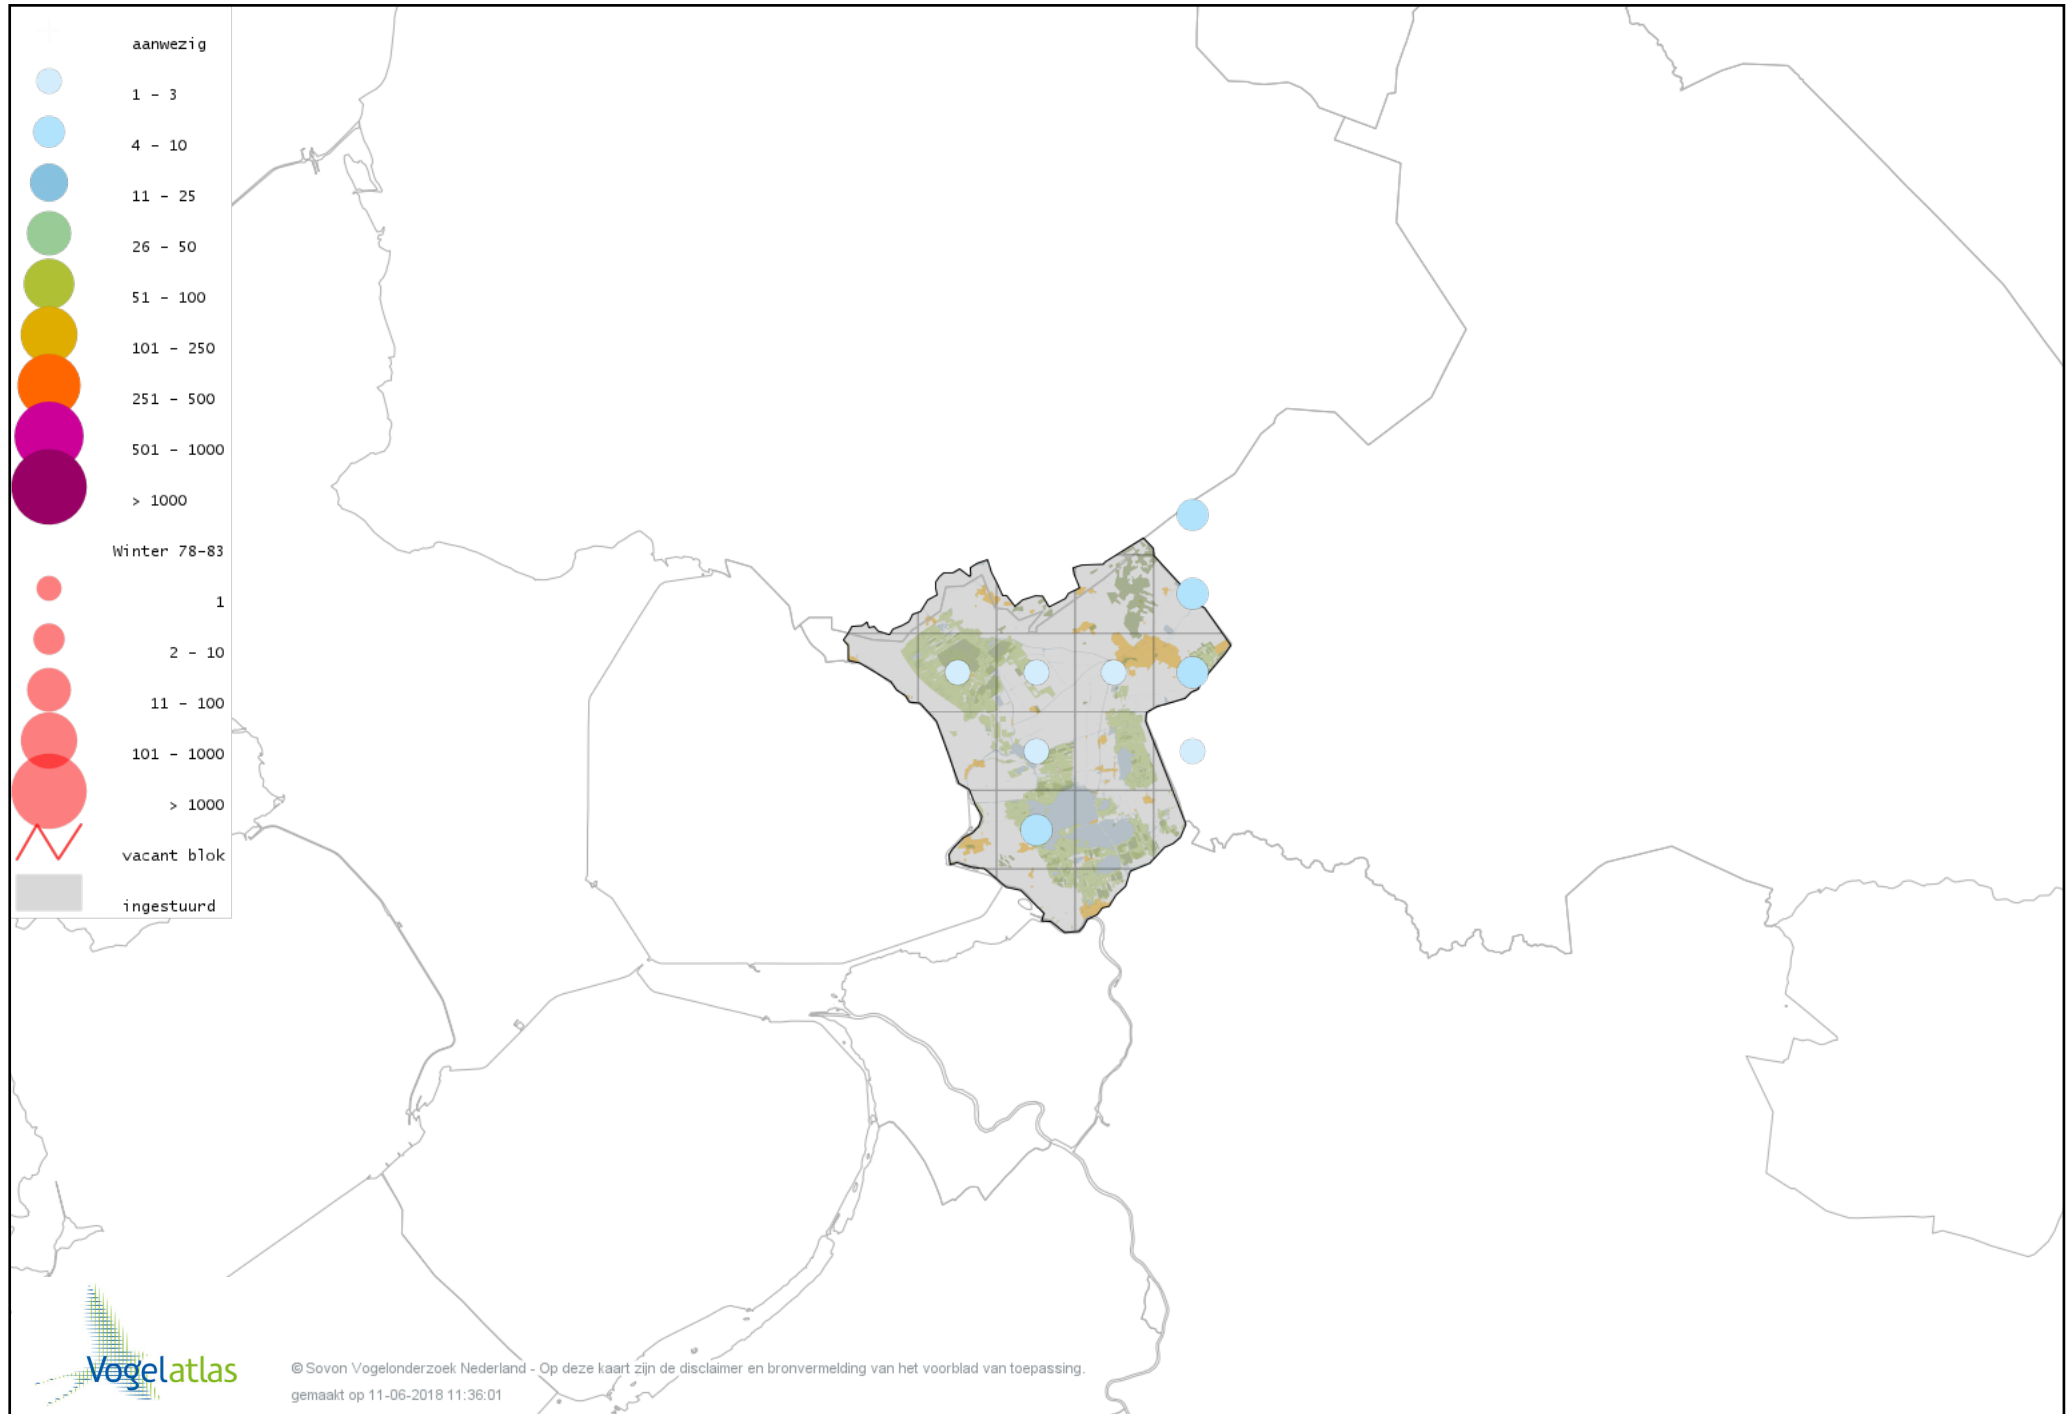 aanwezig
1 - 3
4 - 10
11 - 25
26 - 50
51 - 100
101 - 250
251 - 500
501 - 1000
> 1000
Winter 78-83
1
2 - 10
11 - 100
101 - 1000
> 1000
vacant blok
ingestuurd
Vogelatlas
© Sovon Vogelonderzoek Nederland - Op deze kaart zijn de disclaimer en bronvermelding van het voorblad van toepassing.
gemaakt op 11-06-2018 11:36:01